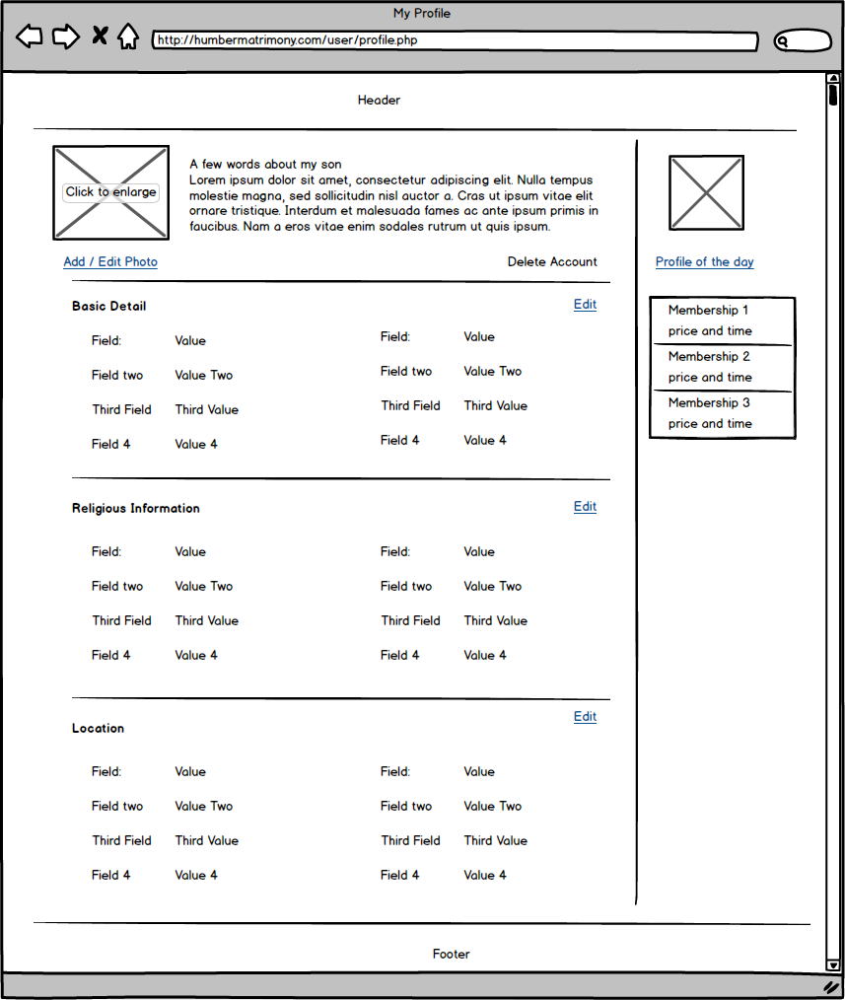 My Profile
http://humbermatrimony.com/user/profile.php
Header
Click to enlarge
A few words about my son
Lorem ipsum dolor sit amet, consectetur adipiscing elit. Nulla tempus
molestie magna, sed sollicitudin nisl auctor a. Cras ut ipsum vitae elit
ornare tristique. Interdum et malesuada fames ac ante ipsum primis in
faucibus. Nam a eros vitae enim sodales rutrum ut quis ipsum.
Add / Edit Photo
Delete Account
Basic Detail
Edit
Field: Value Field: Value
Field two Value Two Field two Value Two
Third Field Third Value Third Field Third Value
Field 4 Value 4 Field 4 Value 4
Religious Information
Edit
Field: Value Field: Value
Field two Value Two Field two Value Two
Third Field Third Value Third Field Third Value
Field 4 Value 4 Field 4 Value 4
Location
Edit
Field: Value Field: Value
Field two Value Two Field two Value Two
Third Field Third Value Third Field Third Value
Field 4 Value 4 Field 4 Value 4
Profile of the day
Membership 1
price and time
Membership 2
price and time
Membership 3
price and time
Footer